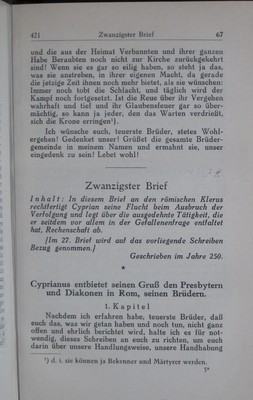 421 Zwanzigster Brief 67
und die aus der Heimat Verbannten und ihrer ganzen
Habe Beraubten noch nicht zur Kirche zurückgekehrt
sind! Wenn sie es gar so eilig haben, so steht ja das,
was sie anstreben, in ihrer eigenen Macht, da gerade
die jetzige Zeit ihnen noch mehr bietet, als sie wünschen:
Immer noch tobt die Schlacht, und täglich wird der
Kampf noch fortgesetzt. Ist die Reue über ihr Vergehen
wahrhaft und tief und ihr Glaubensfeuer gar so über-
mächtig, so kann ja jeder, den das Warten verdrießt,
sich die Krone erringen¹).
Ich wünsche euch, teuerste Brüder, stetes Wohl-
ergehen! Gedenket unser! Grüßet die gesamte Brüder-
gemeinde in meinem Namen und ermahnt sie, unser
eingedenk zu sein! Lebet wohl!
Zwanzigster Brief
Inhalt: In diesem Brief an den römischen Klerus
rechtfertigt Cyprian seine Flucht beim Ausbruch der
Verfolgung und legt über die ausgedehnte Tätigkeit, die
er seitdem vor allem in der Gefallenenfrage entfaltet
hat, Rechenschaft ab.
[Im 27. Brief wird auf das vorliegende Schreiben
Bezug genommen.]
Geschrieben im Jahre 250.
*
Cyprianus entbietet seinen Gruß den Presbytern
und Diakonen in Rom, seinen Brüdern.
1. Kapitel
Nachdem ich erfahren habe, teuerste Brüder, daß
euch das, was wir getan haben und noch tun, nicht ganz
offen und ehrlich berichtet wird, halte ich es für not-
wendig, dieses Schreiben an euch zu richten, um euch
darin über unsere Handlungsweise, unsere Handhabung
¹) d. i. sie können ja Bekenner und Märtyrer werden.
5*